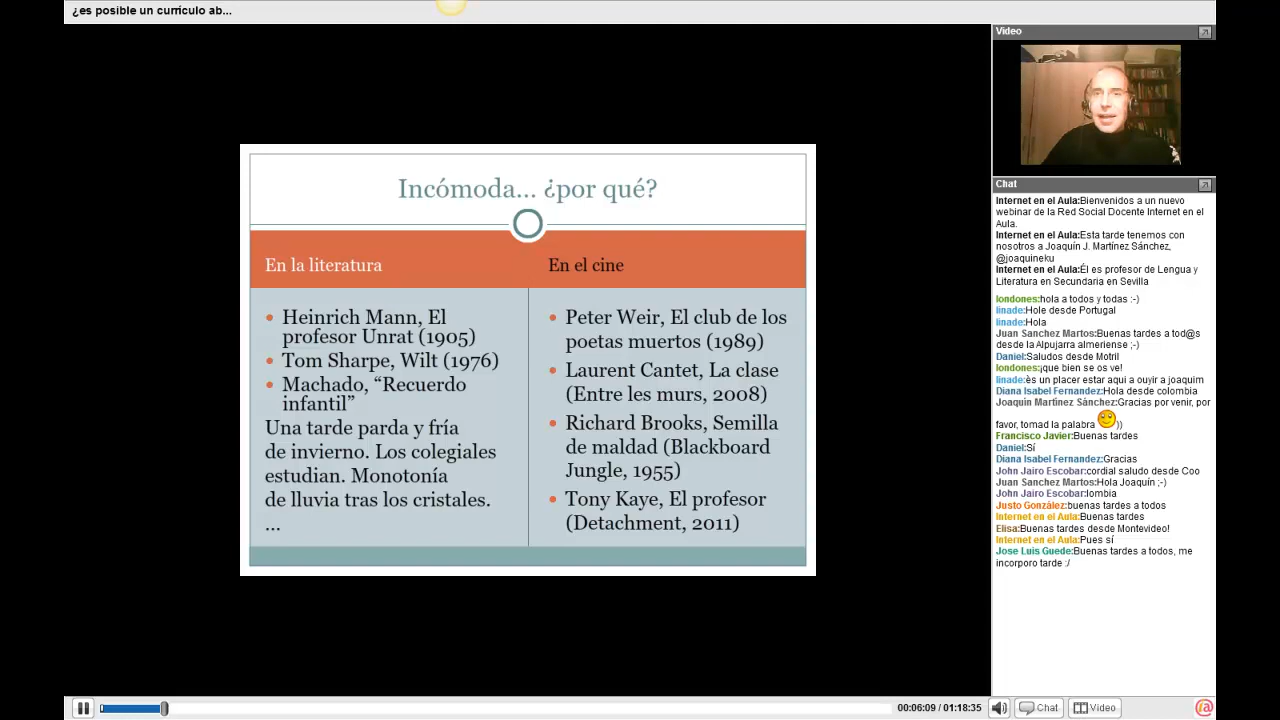 ¿es posible un curriculo ab...
Incómoda... ¿por qué?
En la literatura
En el cine
• Heinrich Mann, El
profesor Unrat (1905)
• Tom Sharpe, Wilt (1976)
• Machado, “Recuerdo
infantil”
Una tarde parda y fría
de invierno. Los colegiales
estudian. Monotonía
de lluvia tras los cristales.
...
• Peter Weir, El club de los
poetas muertos (1989)
• Laurent Cantet, La clase
(Entre les murs, 2008)
• Richard Brooks, Semilla
de maldad (Blackboard
Jungle, 1955)
• Tony Kaye, El profesor
(Detachment, 2011)
Video
Chat
Internet en el Aula:Bienvenidos a un nuevo
webinar de la Red Social Docente Internet en el
Aula.
Internet en el Aula:Esta tarde tenemos con
nosotros a Joaquín J. Martínez Sánchez,
@joaquineku
Internet en el Aula:Él es profesor de Lengua y
Literatura en Secundaria en Sevilla
londones:hola a todos y todas :-)
linade:Hole desde Portugal
linade:Hola
Juan Sanchez Martos:Buenas tardes a tod@s
desde la Alpujarra almeriense ;-)
Daniel:Saludos desde Motril
londones:¡que bien se os ve!
linade:ès un placer estar aqui a ouyir a joaquim
Diana Isabel Fernandez:Hola desde colombia
Joaquín Martínez Sánchez:Gracias por venir, por
favor, tomad la palabra ))
Francisco Javier:Buenas tardes
Daniel:Sí
Diana Isabel Fernandez:Gracias
John Jairo Escobar:cordial saludo desde Coo
Juan Sanchez Martos:Hola Joaquín ;-)
John Jairo Escobar:lombia
Justo González:buenas tardes a todos
Internet en el Aula:Buenas tardes
Elisa:Buenas tardes desde Montevideo!
Internet en el Aula:Pues sí
Jose Luis Guede:Buenas tardes a todos, me
incorporo tarde :/
00:06:09 / 01:18:35
Chat
Video